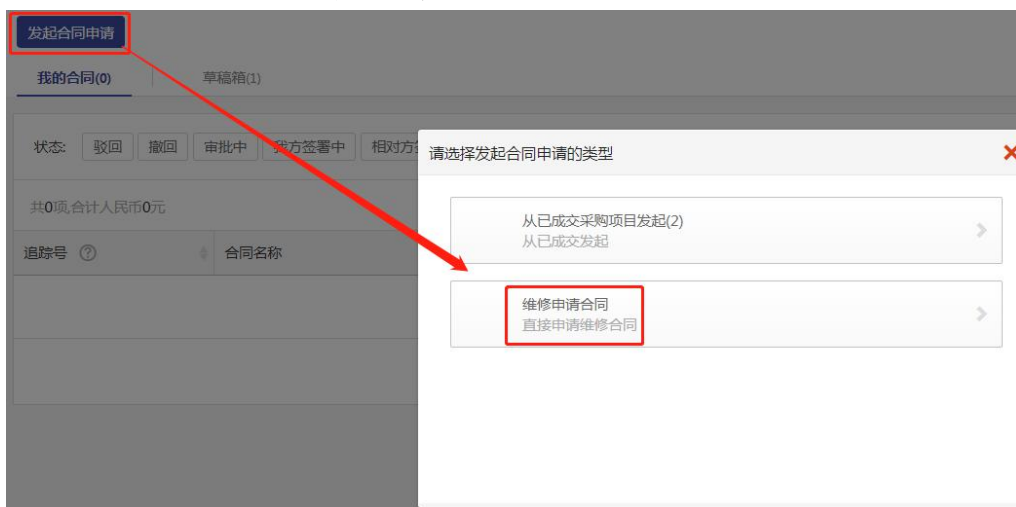 发起合同申请
我的合同(0)
草稿箱(1)
状态: 驳回 撤回 审批中 我方签署中 相对方
请选择发起合同申请的类型
共0项,合计人民币0元
从已成交采购项目发起(2)
从已成交发起
追踪号 合同名称
维修申请合同
直接申请维修合同